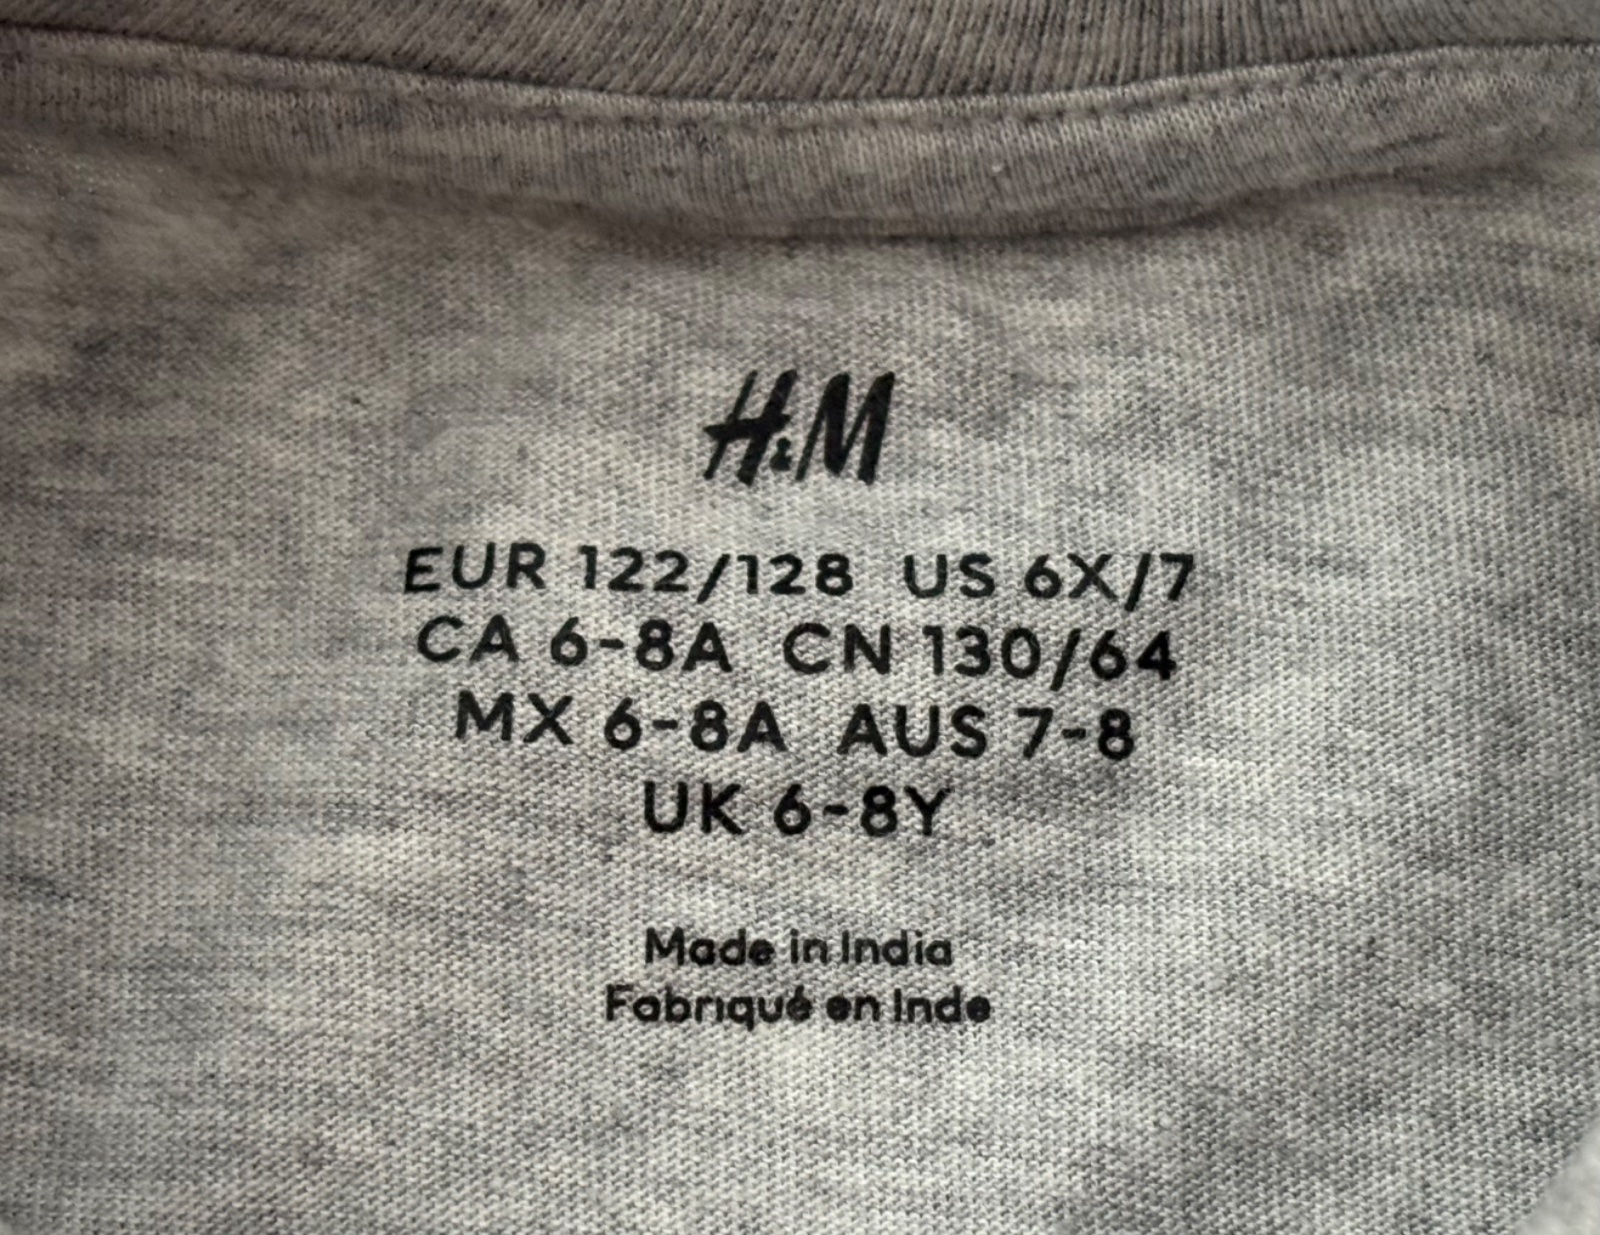 H&M
EUR 122/128 US 6X/7
CA 6-8A CN 130/64
MX 6-8A AUS 7-8
UK 6-8Y
Made in India
Fabriqué en Inde